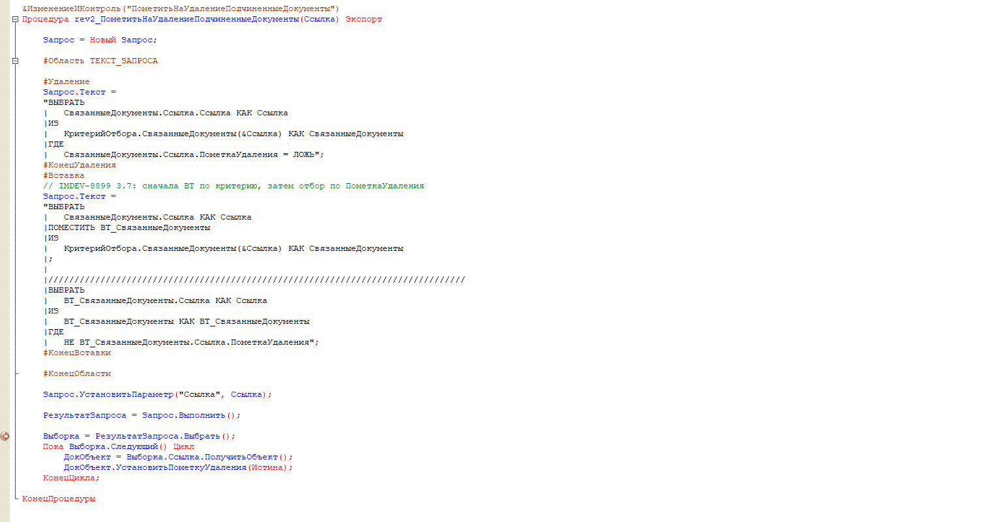 &ИзменениеИКонтроль("ПометитьНаУдалениеПодчиненныеДокументы")
Процедура rev2_ПометитьНаУдалениеПодчиненныеДокументы(Ссылка) Экспорт
Запрос = Новый Запрос;
#Область ТЕКСТ_ЗАПРОСА
#Удаление
Запрос.Текст =
"ВЫБРАТЬ
|   СвязанныеДокументы.Ссылка.Ссылка КАК Ссылка
|ИЗ
|   КритерийОтбора.СвязанныеДокументы(&Ссылка) КАК СвязанныеДокументы
|ГДЕ
|   СвязанныеДокументы.Ссылка.ПометкаУдаления = ЛОЖЬ";
#КонецУдаления
#Вставка
// IMDEV-8899 3.7: сначала ВТ по критерию, затем отбор по ПометкаУдаления
Запрос.Текст =
"ВЫБРАТЬ
|   СвязанныеДокументы.Ссылка КАК Ссылка
|ПОМЕСТИТЬ ВТ_СвязанныеДокументы
|ИЗ
|   КритерийОтбора.СвязанныеДокументы(&Ссылка) КАК СвязанныеДокументы
|;
|
|////////////////////////////////////////////////////////////////////////////////
|ВЫБРАТЬ
|   ВТ_СвязанныеДокументы.Ссылка КАК Ссылка
|ИЗ
|   ВТ_СвязанныеДокументы КАК ВТ_СвязанныеДокументы
|ГДЕ
|   НЕ ВТ_СвязанныеДокументы.Ссылка.ПометкаУдаления";
#КонецВставки
#КонецОбласти
Запрос.УстановитьПараметр("Ссылка", Ссылка);
РезультатЗапроса = Запрос.Выполнить();
Выборка = РезультатЗапроса.Выбрать();
Пока Выборка.Следующий() Цикл
ДокОбъект = Выборка.Ссылка.ПолучитьОбъект();
ДокОбъект.УстановитьПометкуУдаления(Истина);
КонецЦикла;
КонецПроцедуры